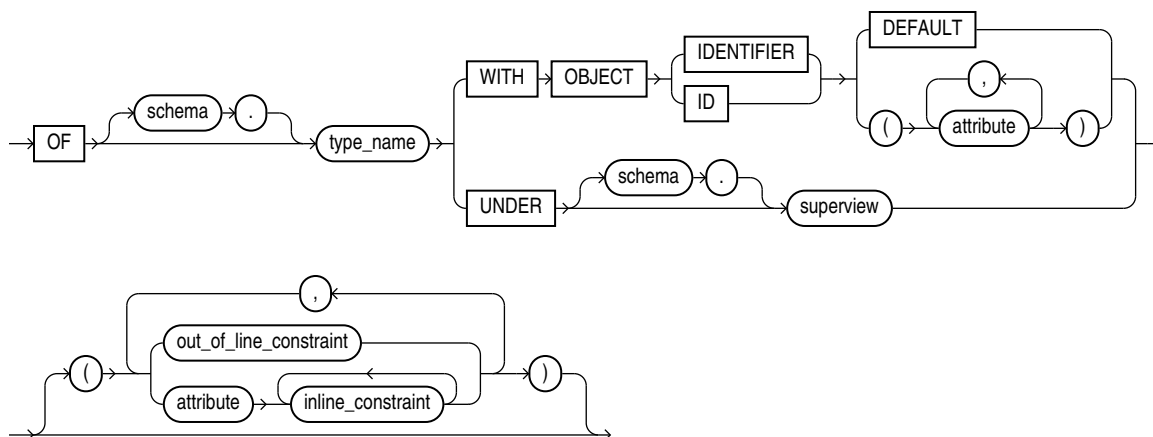 DEFAULT
IDENTIFIER
WITH OBJECT
,
ID
schema .
( attribute )
OF
type_name
schema .
UNDER
superview
,
out_of_line_constraint
( )
attribute inline_constraint